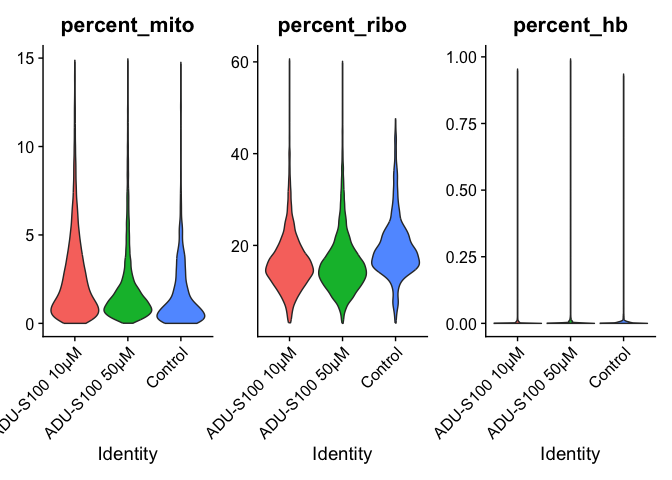 percent_mito
15
10
5
0
ADU-S100 10µM
ADU-S100 50µM
Control
Identity
percent_ribo
60
40
20
ADU-S100 10µM
ADU-S100 50µM
Control
Identity
percent_hb
1.00
0.75
0.50
0.25
0.00
ADU-S100 10µM
ADU-S100 50µM
Control
Identity